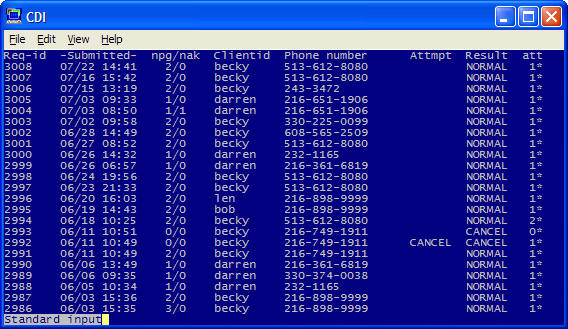 CDI
File Edit View Help
Req-id -Submitted- npg/nak Clientid Phone number Attmpt Result att
3008 07/22 14:41 2/0 becky 513-612-8080 NORMAL 1*
3007 07/16 15:42 2/0 becky 513-612-8080 NORMAL 1*
3006 07/15 13:19 2/0 becky 243-3472 NORMAL 1*
3005 07/03 09:51 1/0 darren 216-651-1906 NORMAL 1*
3004 07/03 08:50 1/1 darren 216-651-1906 NORMAL 1*
3003 07/02 09:58 2/0 becky 330-225-0099 NORMAL 1*
3002 06/28 14:49 2/0 becky 608-565-2509 NORMAL 1*
3001 06/27 08:52 2/0 becky 513-612-8080 NORMAL 1*
3000 06/26 14:32 1/0 darren 232-1165 NORMAL 1*
2999 06/26 06:57 1/0 darren 216-361-6819 NORMAL 1*
2998 06/24 19:56 2/0 becky 513-612-8080 NORMAL 1*
2997 06/23 21:33 2/0 becky 513-612-8080 NORMAL 1*
2996 06/20 16:03 2/0 len 216-898-9999 NORMAL 1*
2995 06/19 14:43 2/0 bob 216-898-9999 NORMAL 1*
2994 06/18 10:25 2/0 becky 513-612-8080 NORMAL 2*
2993 06/11 10:51 0/0 becky 216-749-1911 CANCEL 0*
2992 06/11 10:49 0/0 becky 216-749-1911 CANCEL CANCEL 1*
2991 06/11 10:49 2/0 becky 216-749-1911 NORMAL 1*
2990 06/06 13:49 1/0 darren 216-361-6819 NORMAL 1*
2989 06/06 09:35 1/0 darren 330-374-0038 NORMAL 1*
2988 06/05 10:34 1/0 darren 232-1165 NORMAL 1*
2987 06/03 15:36 2/0 becky 216-898-9999 NORMAL 1*
2986 06/03 15:35 3/0 becky 216-898-9999 NORMAL 1*
Standard input